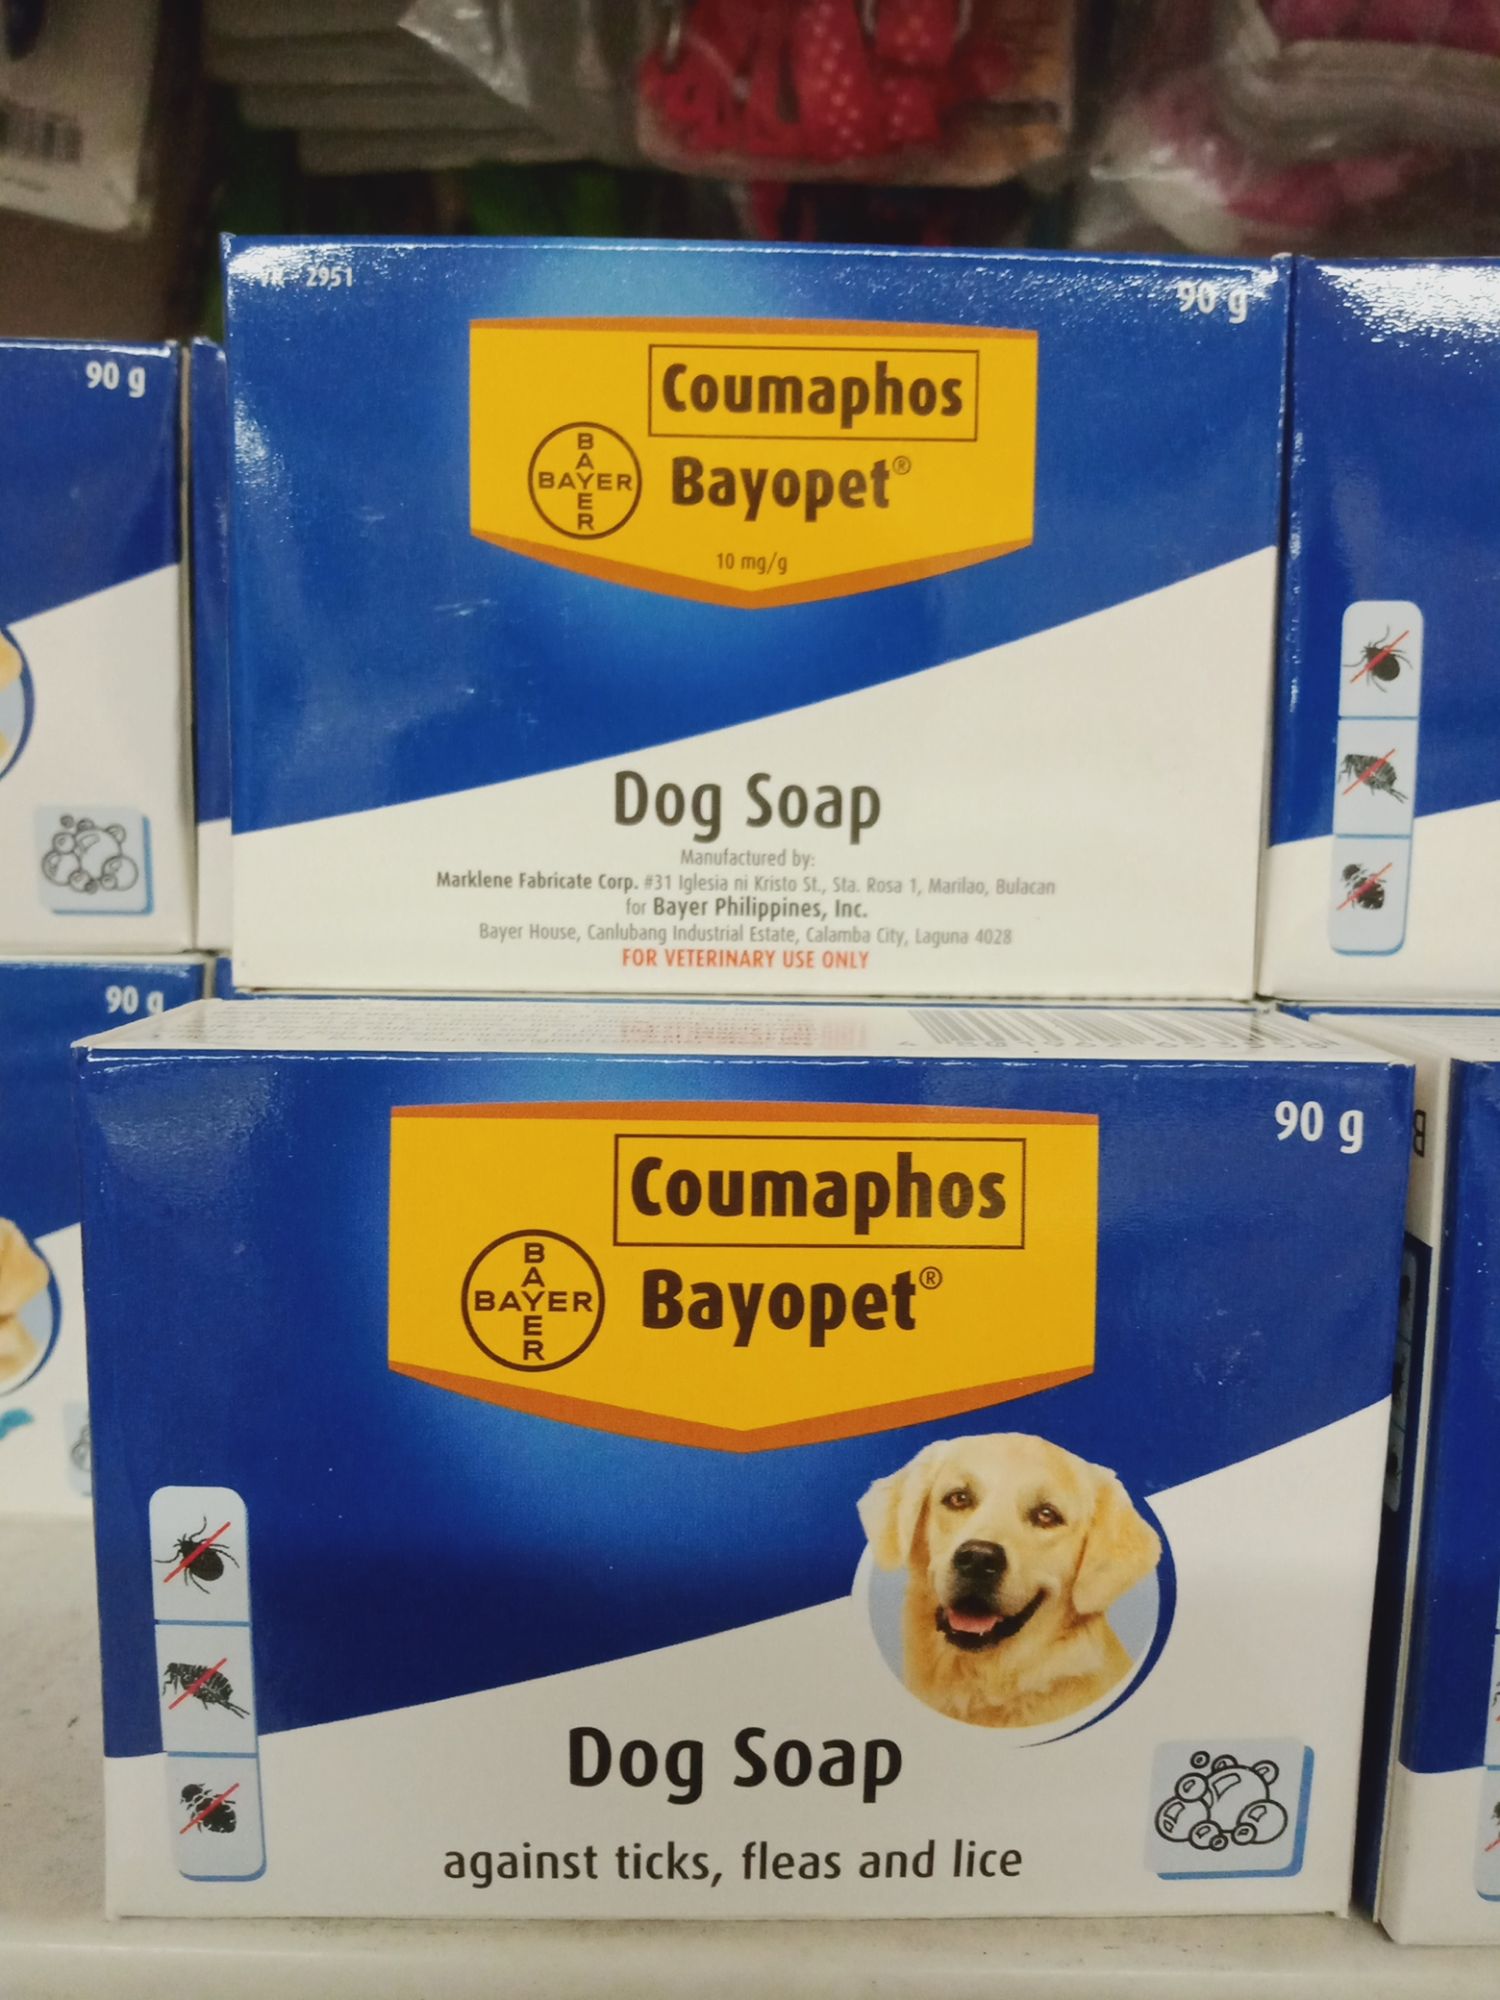 2951
90 g
90 g
Coumaphos
BAYER
BAYER
Bayopet®
10 mg/g
Dog Soap
Manufactured by:
Marklene Fabricate Corp. #31 Iglesia ni Kristo St., Sta. Rosa 1, Marilao, Bulacan
for Bayer Philippines, Inc.
Bayer House, Canlubang Industrial Estate, Calamba City, Laguna 4028
FOR VETERINARY USE ONLY
90 g
90 g
Coumaphos
BAYER
BAYER
Bayopet®
Dog Soap
against ticks, fleas and lice